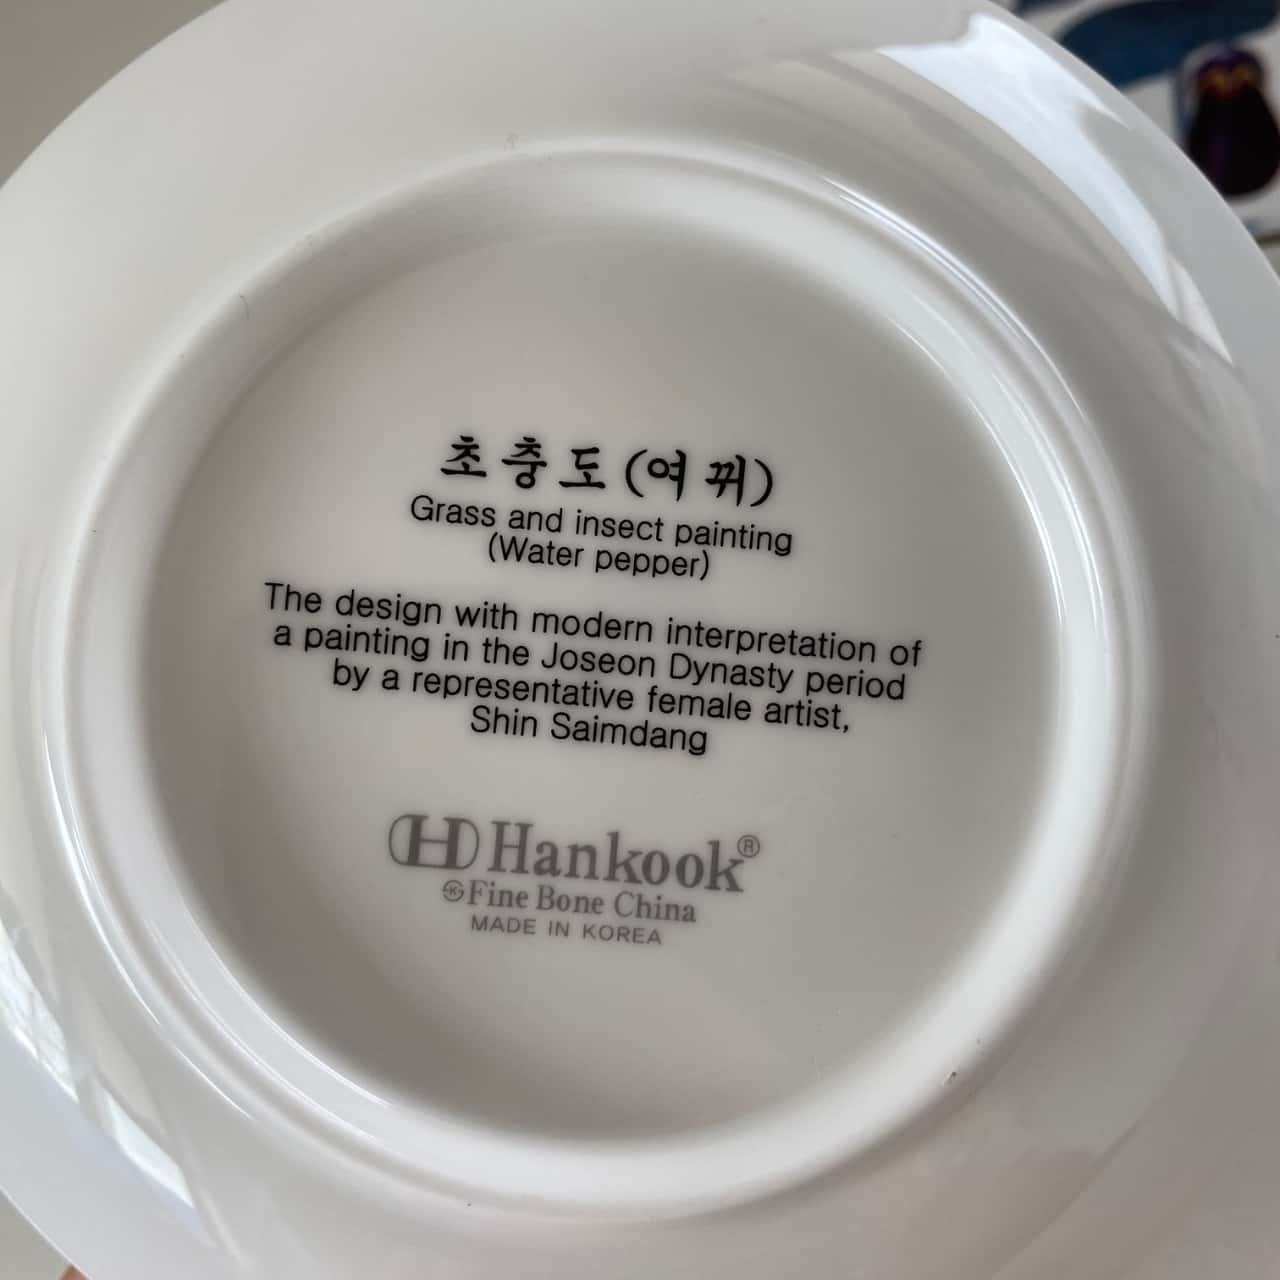 초충도(여뀌)
Grass and insect painting
(Water pepper)
The design with modern interpretation of
a painting in the Joseon Dynasty period
by a representative female artist,
Shin Saimdang
Hankook®
Fine Bone China
MADE IN KOREA